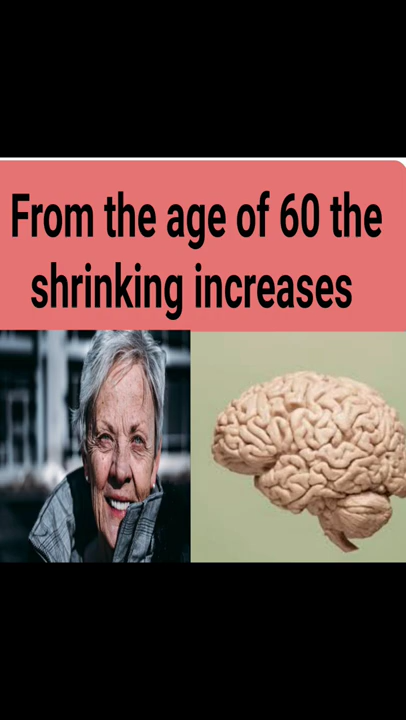 From the age of 60 the
shrinking increases